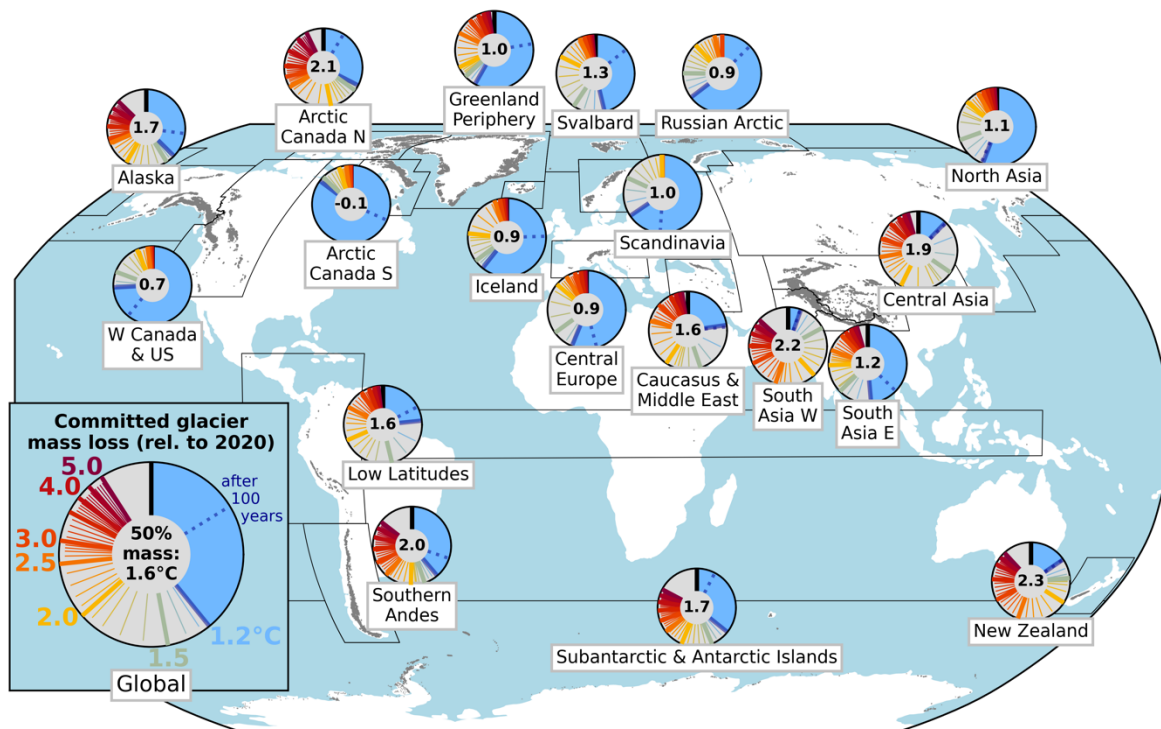 2.1
Arctic
Canada N
1.0
Greenland
Periphery
1.3
Svalbard
0.9
Russian Arctic
1.7
Alaska
1.1
North Asia
-0.1
Arctic
Canada S
0.9
Iceland
1.0
Scandinavia
1.9
Central Asia
0.7
W Canada
& US
0.9
Central
Europe
1.6
Caucasus &
Middle East
2.2
South
Asia W
1.2
South
Asia E
1.6
Low Latitudes
2.0
Southern
Andes
1.7
Subantarctic & Antarctic Islands
2.3
New Zealand
Committed glacier
mass loss (rel. to 2020)
5.0
4.0
3.0
2.5
2.0
1.5
1.2°C
after
100
years
50%
mass:
1.6°C
Global